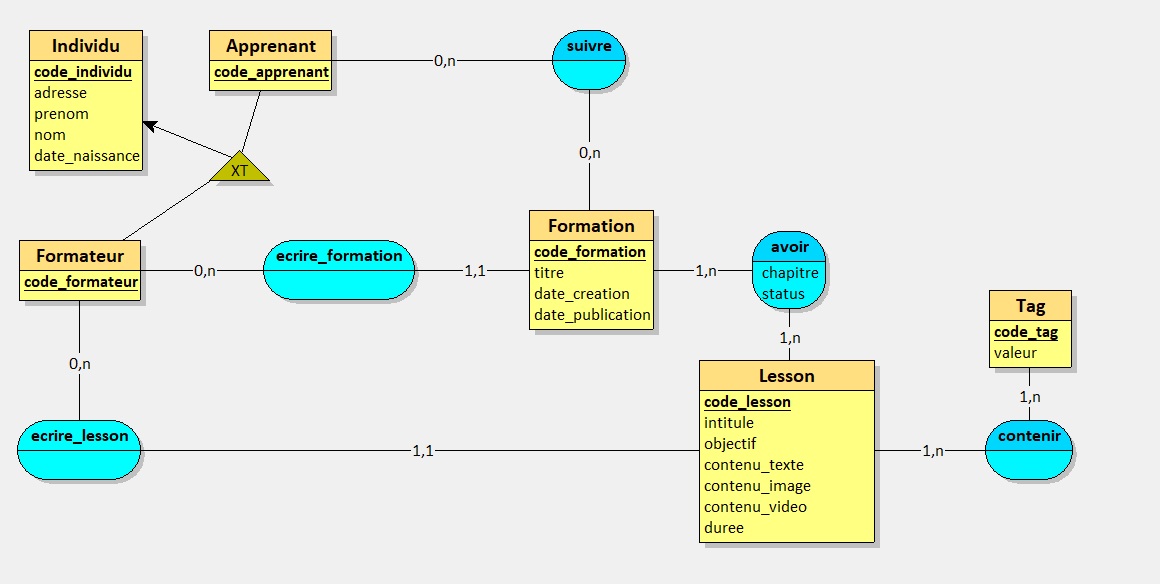 Individu
code_individu
adresse
prenom
nom
date_naissance
Apprenant
code_apprenant
0,n
suivre
0,n
XT
Formateur
code_formateur
0,n
ecrire_formation
1,1
Formation
code_formation
titre
date_creation
date_publication
1,n
avoir
chapitre
status
1,n
Tag
code_tag
valeur
1,n
0,n
ecrire_lesson
1,1
Lesson
code_lesson
intitule
objectif
contenu_texte
contenu_image
contenu_video
duree
1,n
contenir